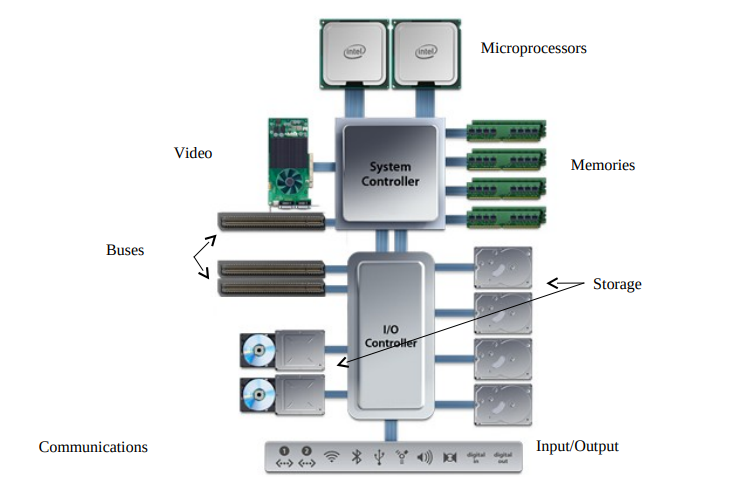 Microprocessors
intel
intel
Video
System
Controller
Memories
Buses
Storage
I/O
Controller
Communications
Input/Output
1
2
digital
in
digital
out